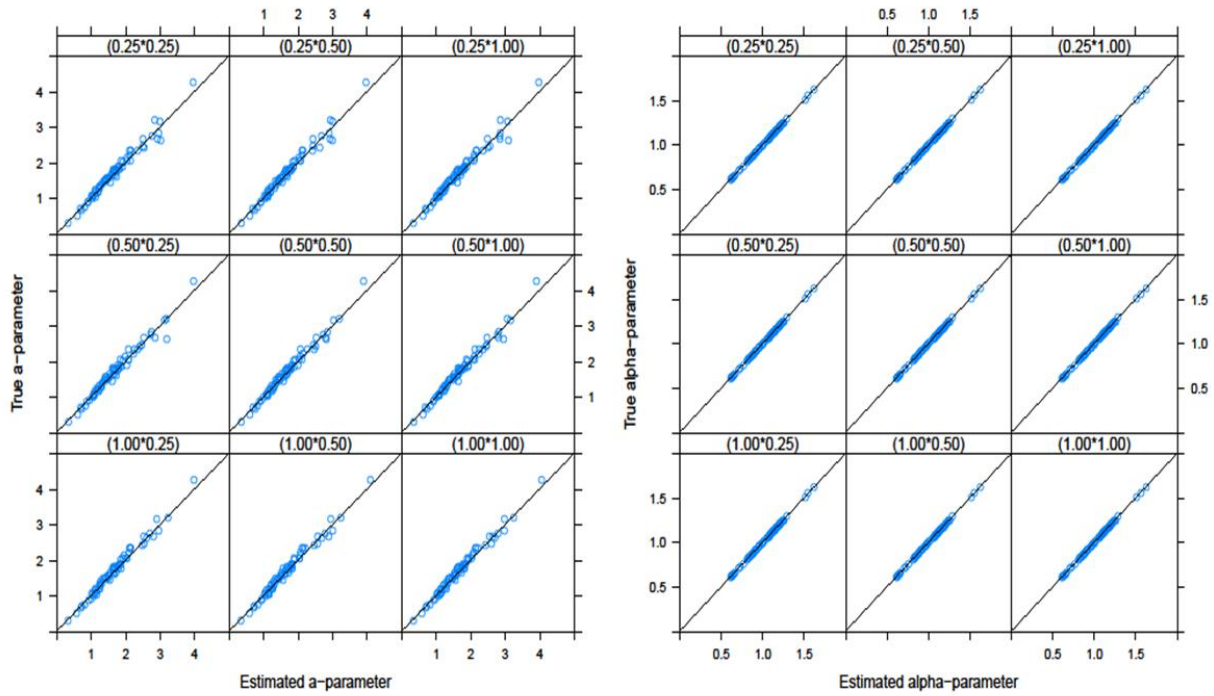 1 2 3 4
(0.25*0.25) (0.25*0.50) (0.25*1.00)
4
3
2
1
(0.50*0.25) (0.50*0.50) (0.50*1.00)
4
3
2
1
(1.00*0.25) (1.00*0.50) (1.00*1.00)
4
3
2
1
1 2 3 4 1 2 3 4
True a-parameter
Estimated a-parameter
0.5 1.0 1.5
(0.25*0.25) (0.25*0.50) (0.25*1.00)
1.5
1.0
0.5
(0.50*0.25) (0.50*0.50) (0.50*1.00)
1.5
1.0
0.5
(1.00*0.25) (1.00*0.50) (1.00*1.00)
1.5
1.0
0.5
0.5 1.0 1.5 0.5 1.0 1.5
True alpha-parameter
Estimated alpha-parameter